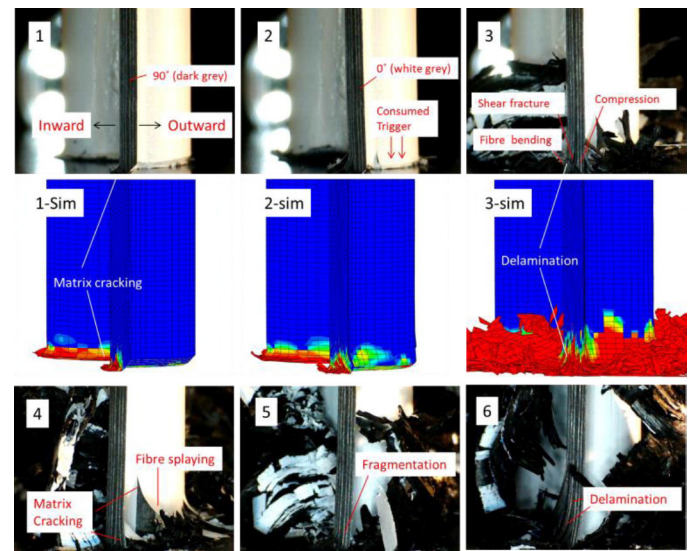 1
90˚ (dark grey)
Inward
Outward
2
0˚ (white grey)
Consumed
Trigger
3
Shear fracture
Compression
Fibre bending
1-Sim
Matrix cracking
2-sim
3-sim
Delamination
4
Fibre splaying
Matrix
Cracking
5
Fragmentation
6
Delamination